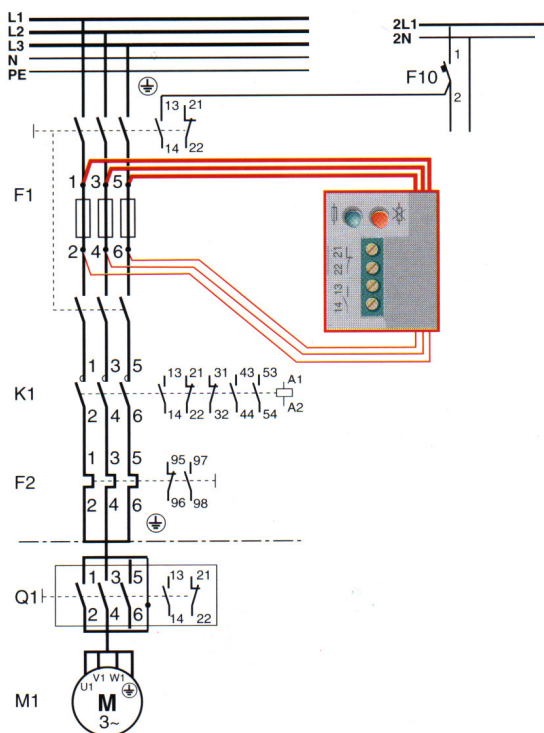 L1
L2
L3
N
PE
2L1
2N
1
F10
2
13 21
14 22
F1
1 3 5
2 4 6
21
22
13
14
K1
1 3 5
2 4 6
13 21 31 43 53
14 22 32 44 54
A1
A2
F2
1 3 5
2 4 6
95 97
96 98
Q1
1 3 5
2 4 6
13 21
14 22
M1
U1 V1 W1
M
3~